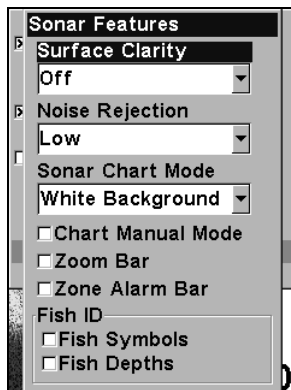 Sonar Features
Surface Clarity
Off
Noise Rejection
Low
Sonar Chart Mode
White Background
Chart Manual Mode
Zoom Bar
Zone Alarm Bar
Fish ID
Fish Symbols
Fish Depths